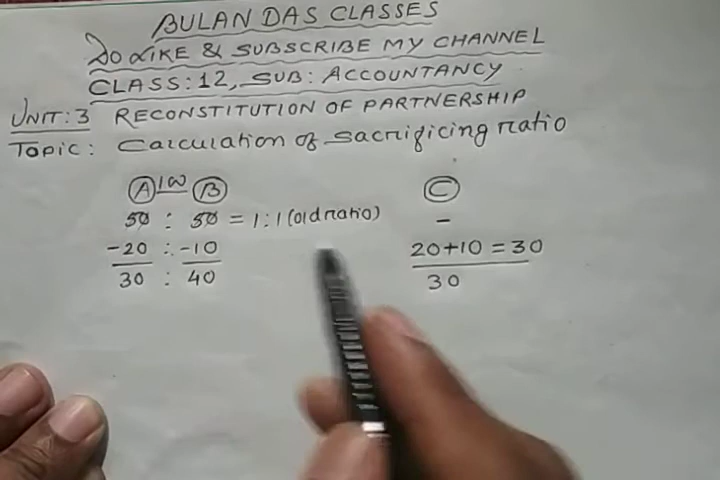 BULAN DAS CLASSES
DO LIKE & SUBSCRIBE MY CHANNEL
CLASS: 12, SUB: ACCOUNTANCY
UNIT: 3 RECONSTITUTION OF PARTNERSHIP
TOPIC: Calculation of Sacrificing ratio
A 100 B C
50 : 50 = 1:1 (old ratio) –
-20 : -10 20+10 = 30
30 : 40 30